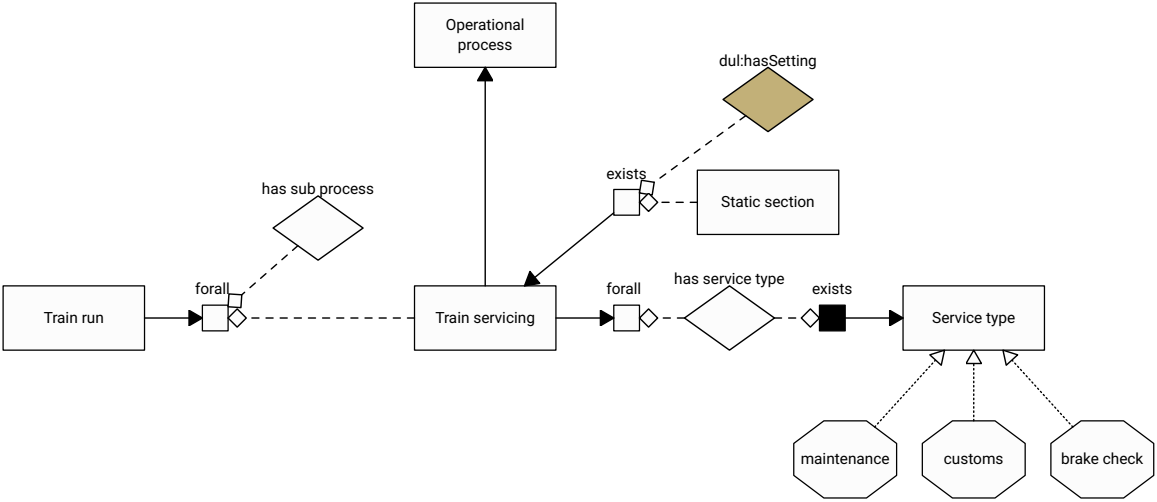 Operational
process
dul:hasSetting
exists
Static section
has sub process
forall
Train run
Train servicing
forall
has service type
exists
Service type
maintenance
customs
brake check